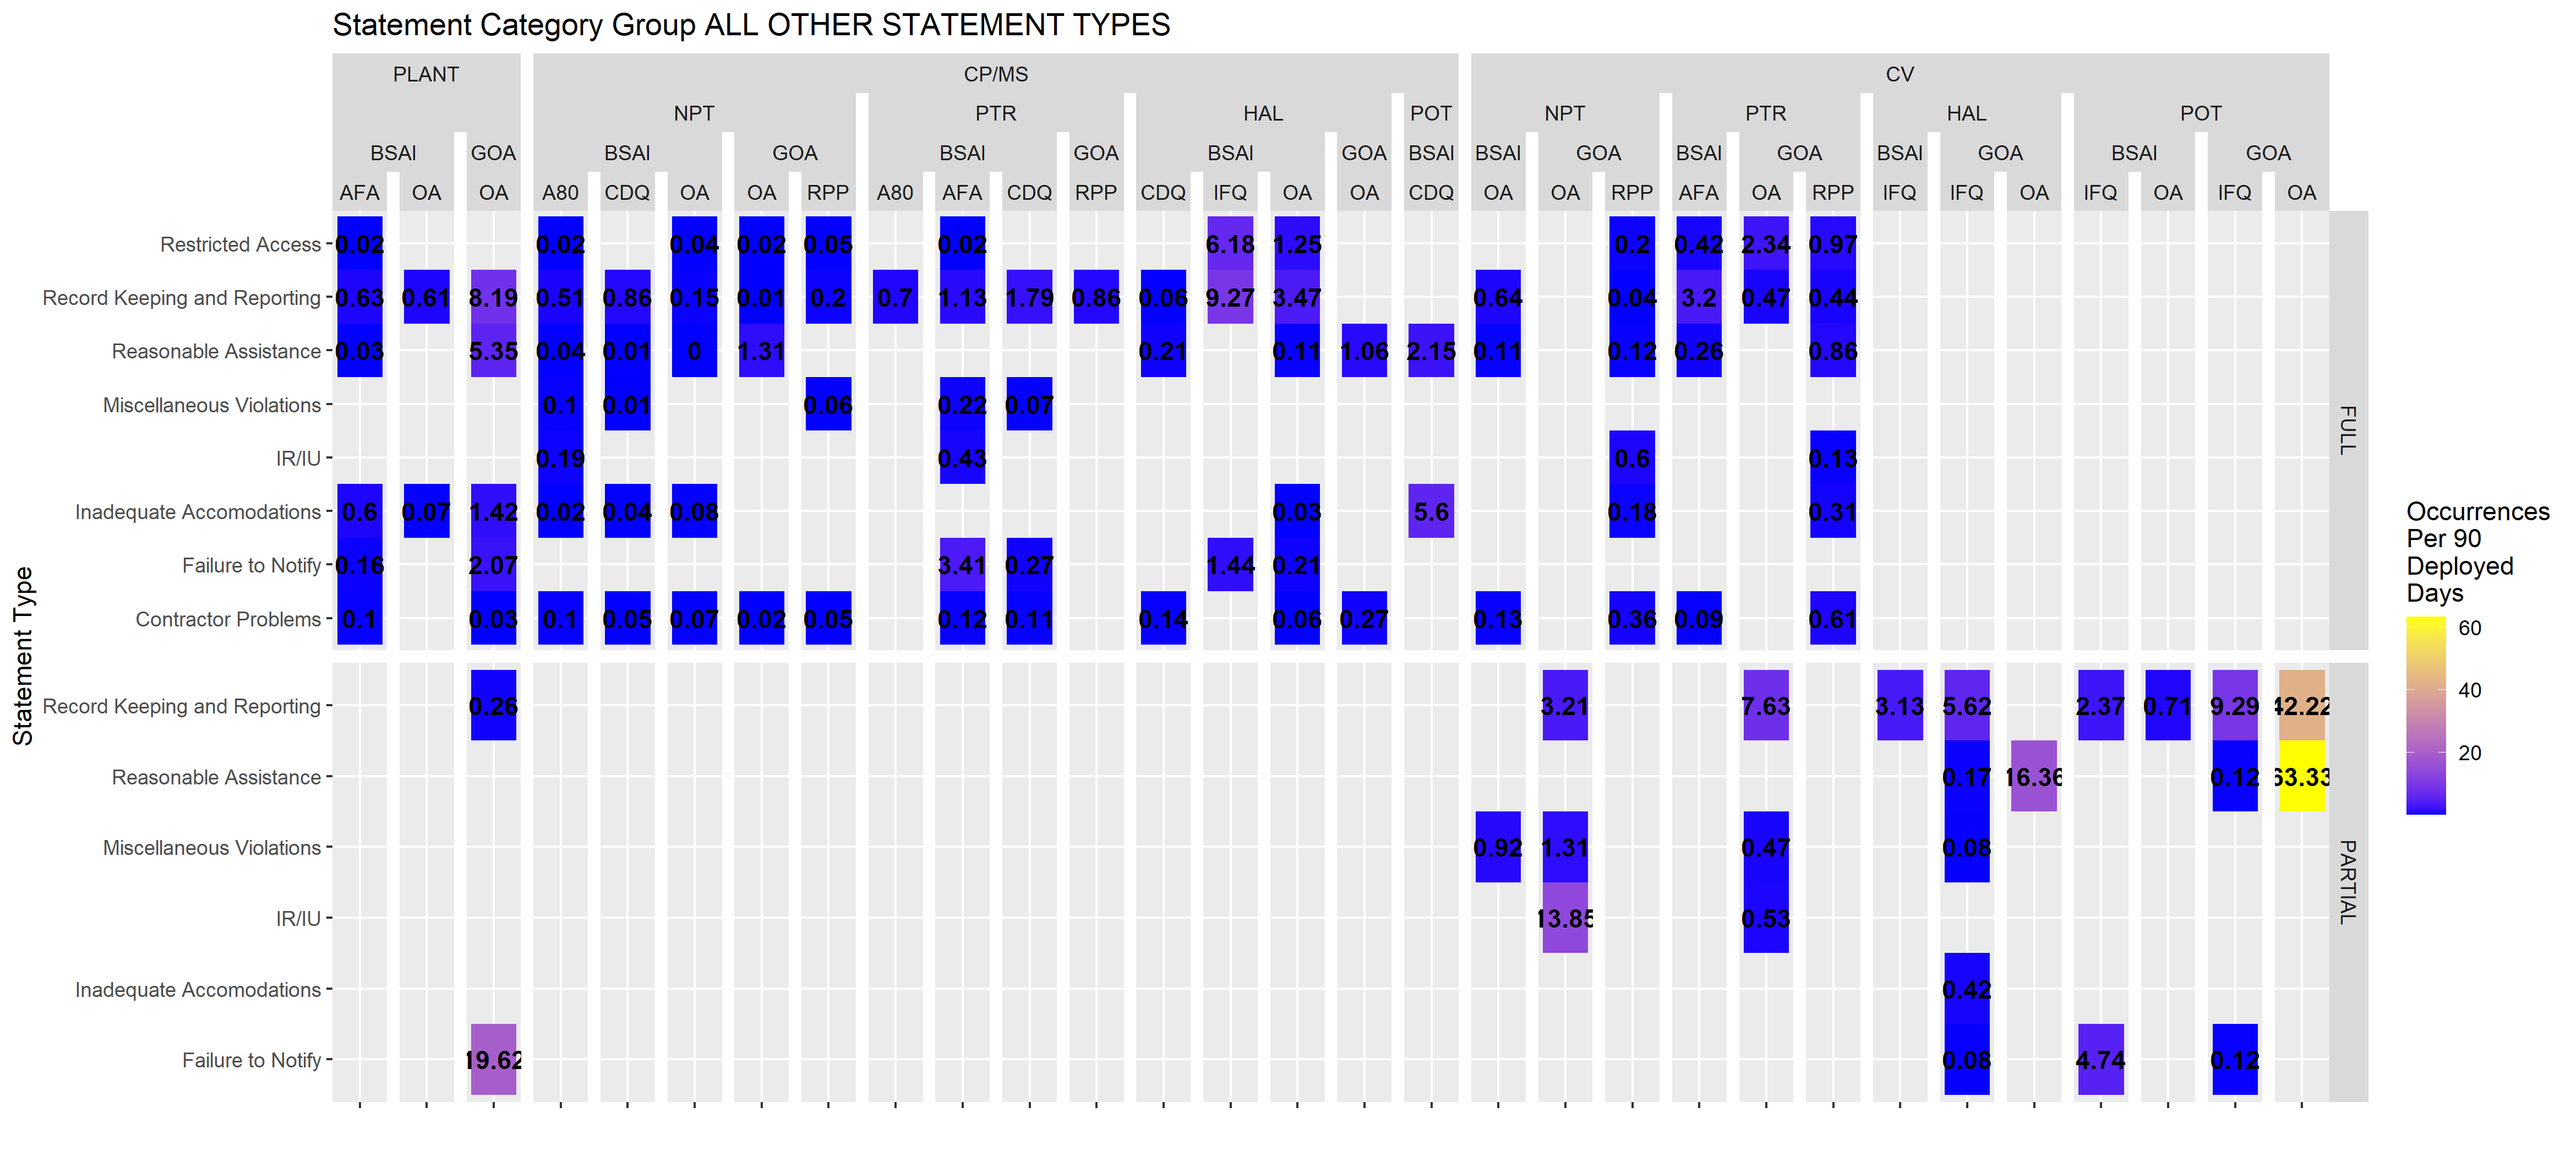 Statement Category Group ALL OTHER STATEMENT TYPES
PLANT CP/MS CV
NPT PTR HAL POT NPT PTR HAL POT
BSAI GOA BSAI GOA BSAI GOA BSAI GOA BSAI BSAI GOA BSAI GOA BSAI GOA BSAI GOA
AFA OA OA A80 CDQ OA OA RPP A80 AFA CDQ RPP CDQ IFQ OA OA CDQ OA OA RPP AFA OA RPP IFQ IFQ OA IFQ OA IFQ OA
Restricted Access 0.02 0.02 0.04 0.02 0.05 0.02 6.18 1.25 0.2 0.42 2.34 0.97
Record Keeping and Reporting 0.63 0.61 8.19 0.51 0.86 0.15 0.01 0.2 0.7 1.13 1.79 0.86 0.06 9.27 3.47 0.64 0.04 3.2 0.47 0.44
Reasonable Assistance 0.03 5.35 0.04 0.01 0 1.31 0.21 0.11 1.06 2.15 0.11 0.12 0.26 0.86
Miscellaneous Violations 0.1 0.01 0.06 0.22 0.07
IR/IU 0.19 0.43 0.6 0.13
Inadequate Accomodations 0.6 0.07 1.42 0.02 0.04 0.08 0.03 5.6 0.18 0.31
Failure to Notify 0.16 2.07 3.41 0.27 1.44 0.21
Contractor Problems 0.1 0.03 0.1 0.05 0.07 0.02 0.05 0.12 0.11 0.14 0.06 0.27 0.13 0.36 0.09 0.61
FULL
Record Keeping and Reporting 0.26 3.21 7.63 3.13 5.62 2.37 0.71 9.29 42.22
Reasonable Assistance 0.17 16.36 0.12 63.33
Miscellaneous Violations 0.92 1.31 0.47 0.08
IR/IU 13.85 0.53
Inadequate Accomodations 0.42
Failure to Notify 19.62 0.08 4.74 0.12
PARTIAL
Statement Type
Occurrences
Per 90
Deployed
Days
60
40
20